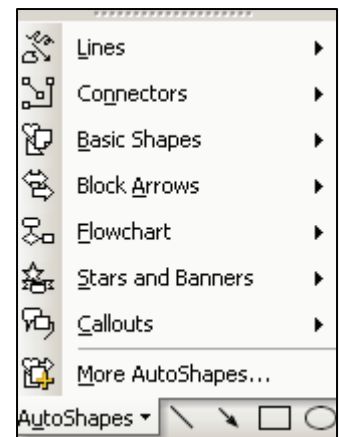 Lines
Connectors
Basic Shapes
Block Arrows
Flowchart
Stars and Banners
Callouts
More AutoShapes...
AutoShapes